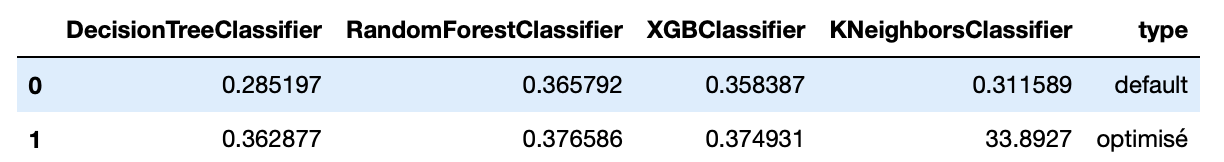 DecisionTreeClassifier RandomForestClassifier XGBClassifier KNeighborsClassifier type
0 0.285197 0.365792 0.358387 0.311589 default
1 0.362877 0.376586 0.374931 33.8927 optimisé